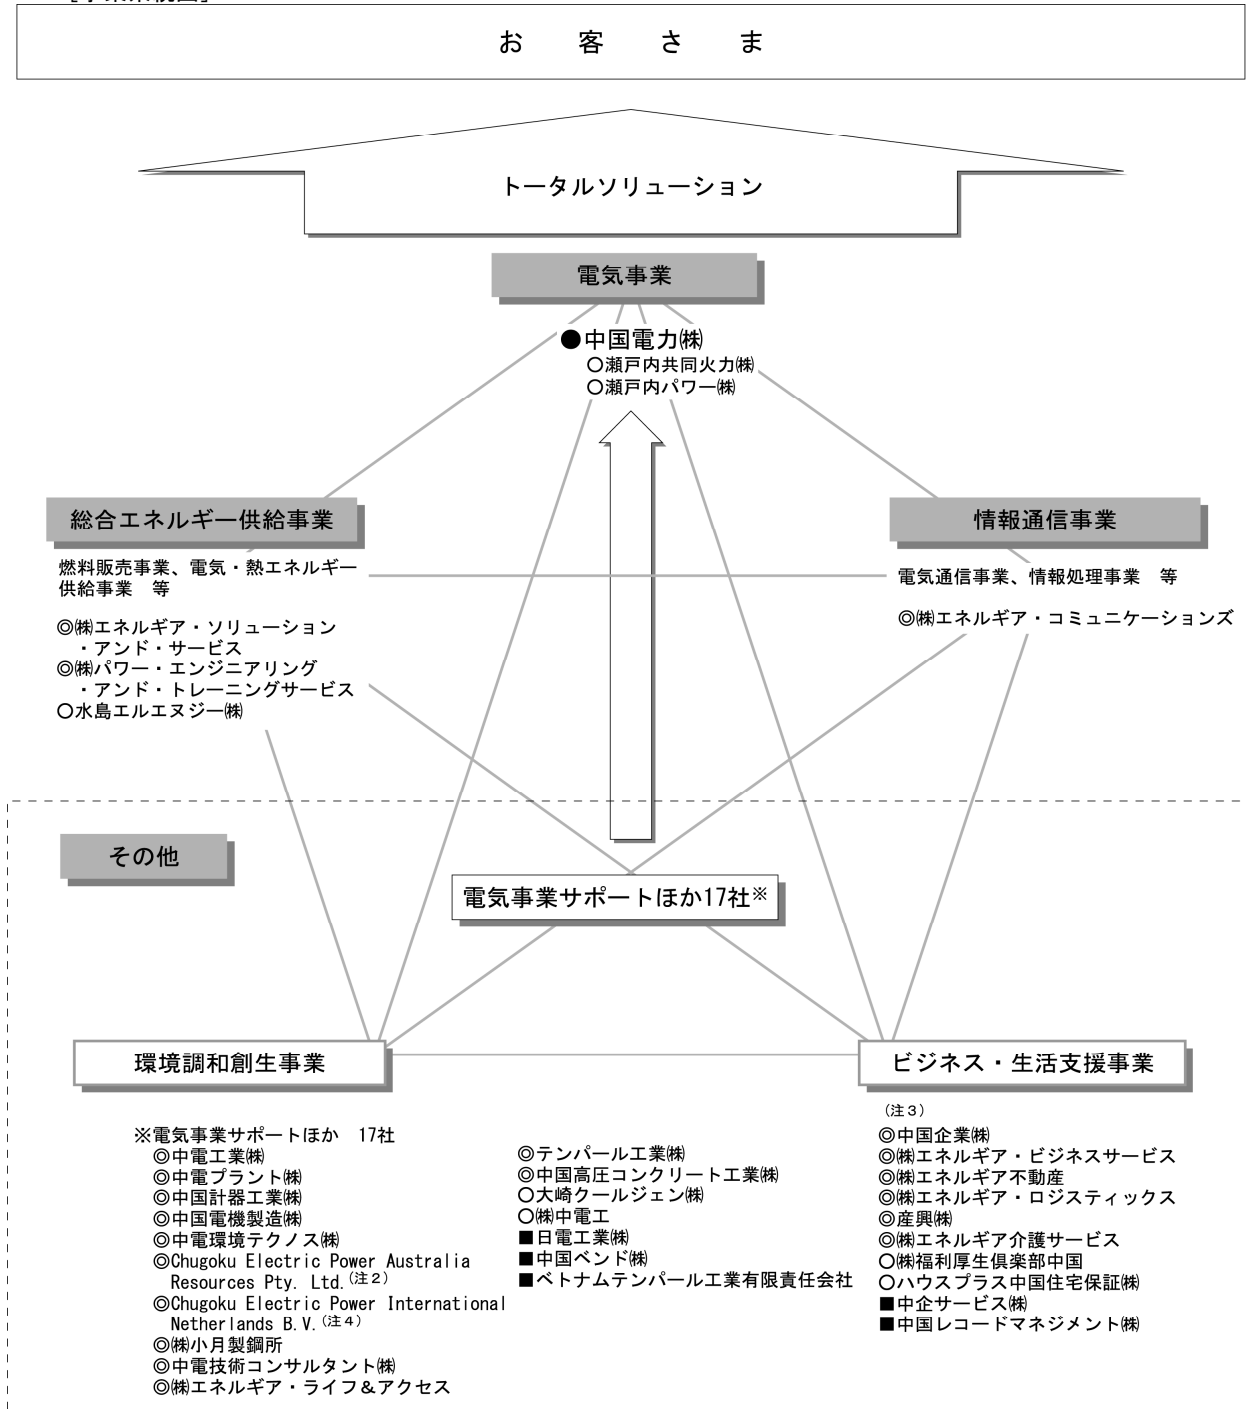 ［事業系統図］
お　客　さ　ま
トータルソリューション
電気事業
●中国電力㈱
○瀬戸内共同火力㈱
○瀬戸内パワー㈱
総合エネルギー供給事業
燃料販売事業、電気・熱エネルギー
供給事業　等
◎㈱エネルギア・ソリューション
・アンド・サービス
◎㈱パワー・エンジニアリング
・アンド・トレーニングサービス
○水島エルエヌジー㈱
情報通信事業
電気通信事業、情報処理事業　等
◎㈱エネルギア・コミュニケーションズ
その他
電気事業サポートほか17社※
環境調和創生事業
ビジネス・生活支援事業
※電気事業サポートほか　17社
◎中電工業㈱
◎中電プラント㈱
◎中国計器工業㈱
◎中国電機製造㈱
◎中電環境テクノス㈱
◎Chugoku Electric Power Australia
Resources Pty. Ltd.（注２）
◎Chugoku Electric Power International
Netherlands B.V.（注４）
◎㈱小月製鋼所
◎中電技術コンサルタント㈱
◎㈱エネルギア・ライフ＆アクセス
◎テンパール工業㈱
◎中国高圧コンクリート工業㈱
○大崎クールジェン㈱
○㈱中電工
■日電工業㈱
■中国ベンド㈱
■ベトナムテンパール工業有限責任会社
（注３）
◎中国企業㈱
◎㈱エネルギア・ビジネスサービス
◎㈱エネルギア不動産
◎㈱エネルギア・ロジスティックス
◎産興㈱
◎㈱エネルギア介護サービス
○㈱福利厚生倶楽部中国
○ハウスプラス中国住宅保証㈱
■中企サービス㈱
■中国レコードマネジメント㈱